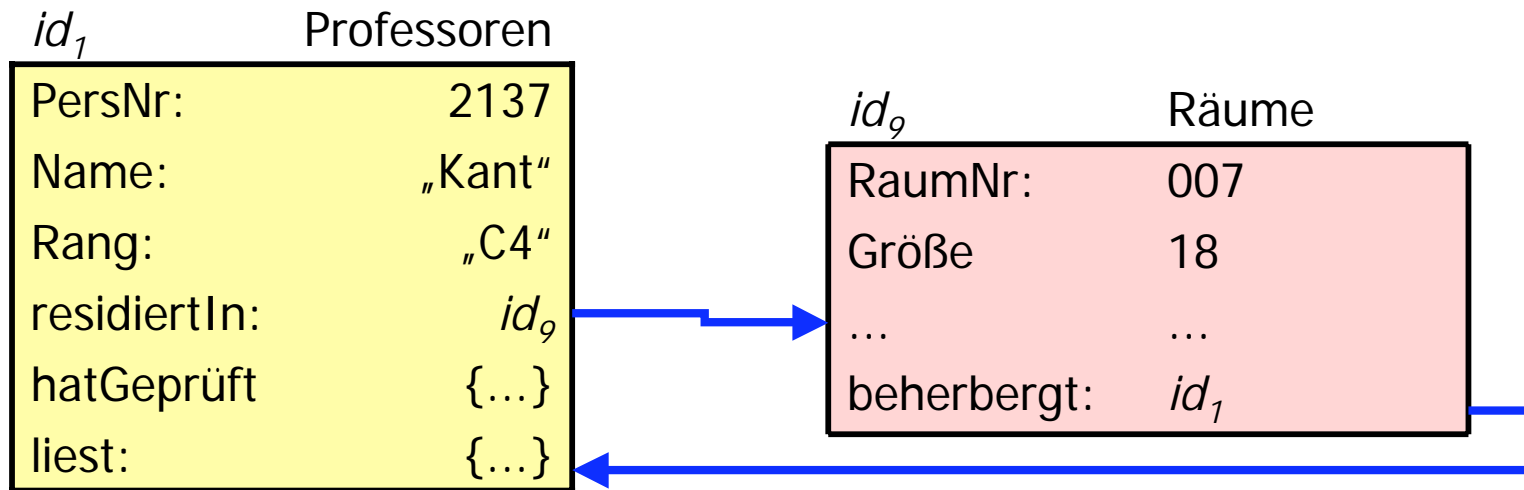 id₁ Professoren
PersNr: 2137
Name: „Kant“
Rang: „C4“
residiertIn: id₉
hatGeprüft {...}
liest: {...}
id₉ Räume
RaumNr: 007
Größe 18
... ...
beherbergt: id₁